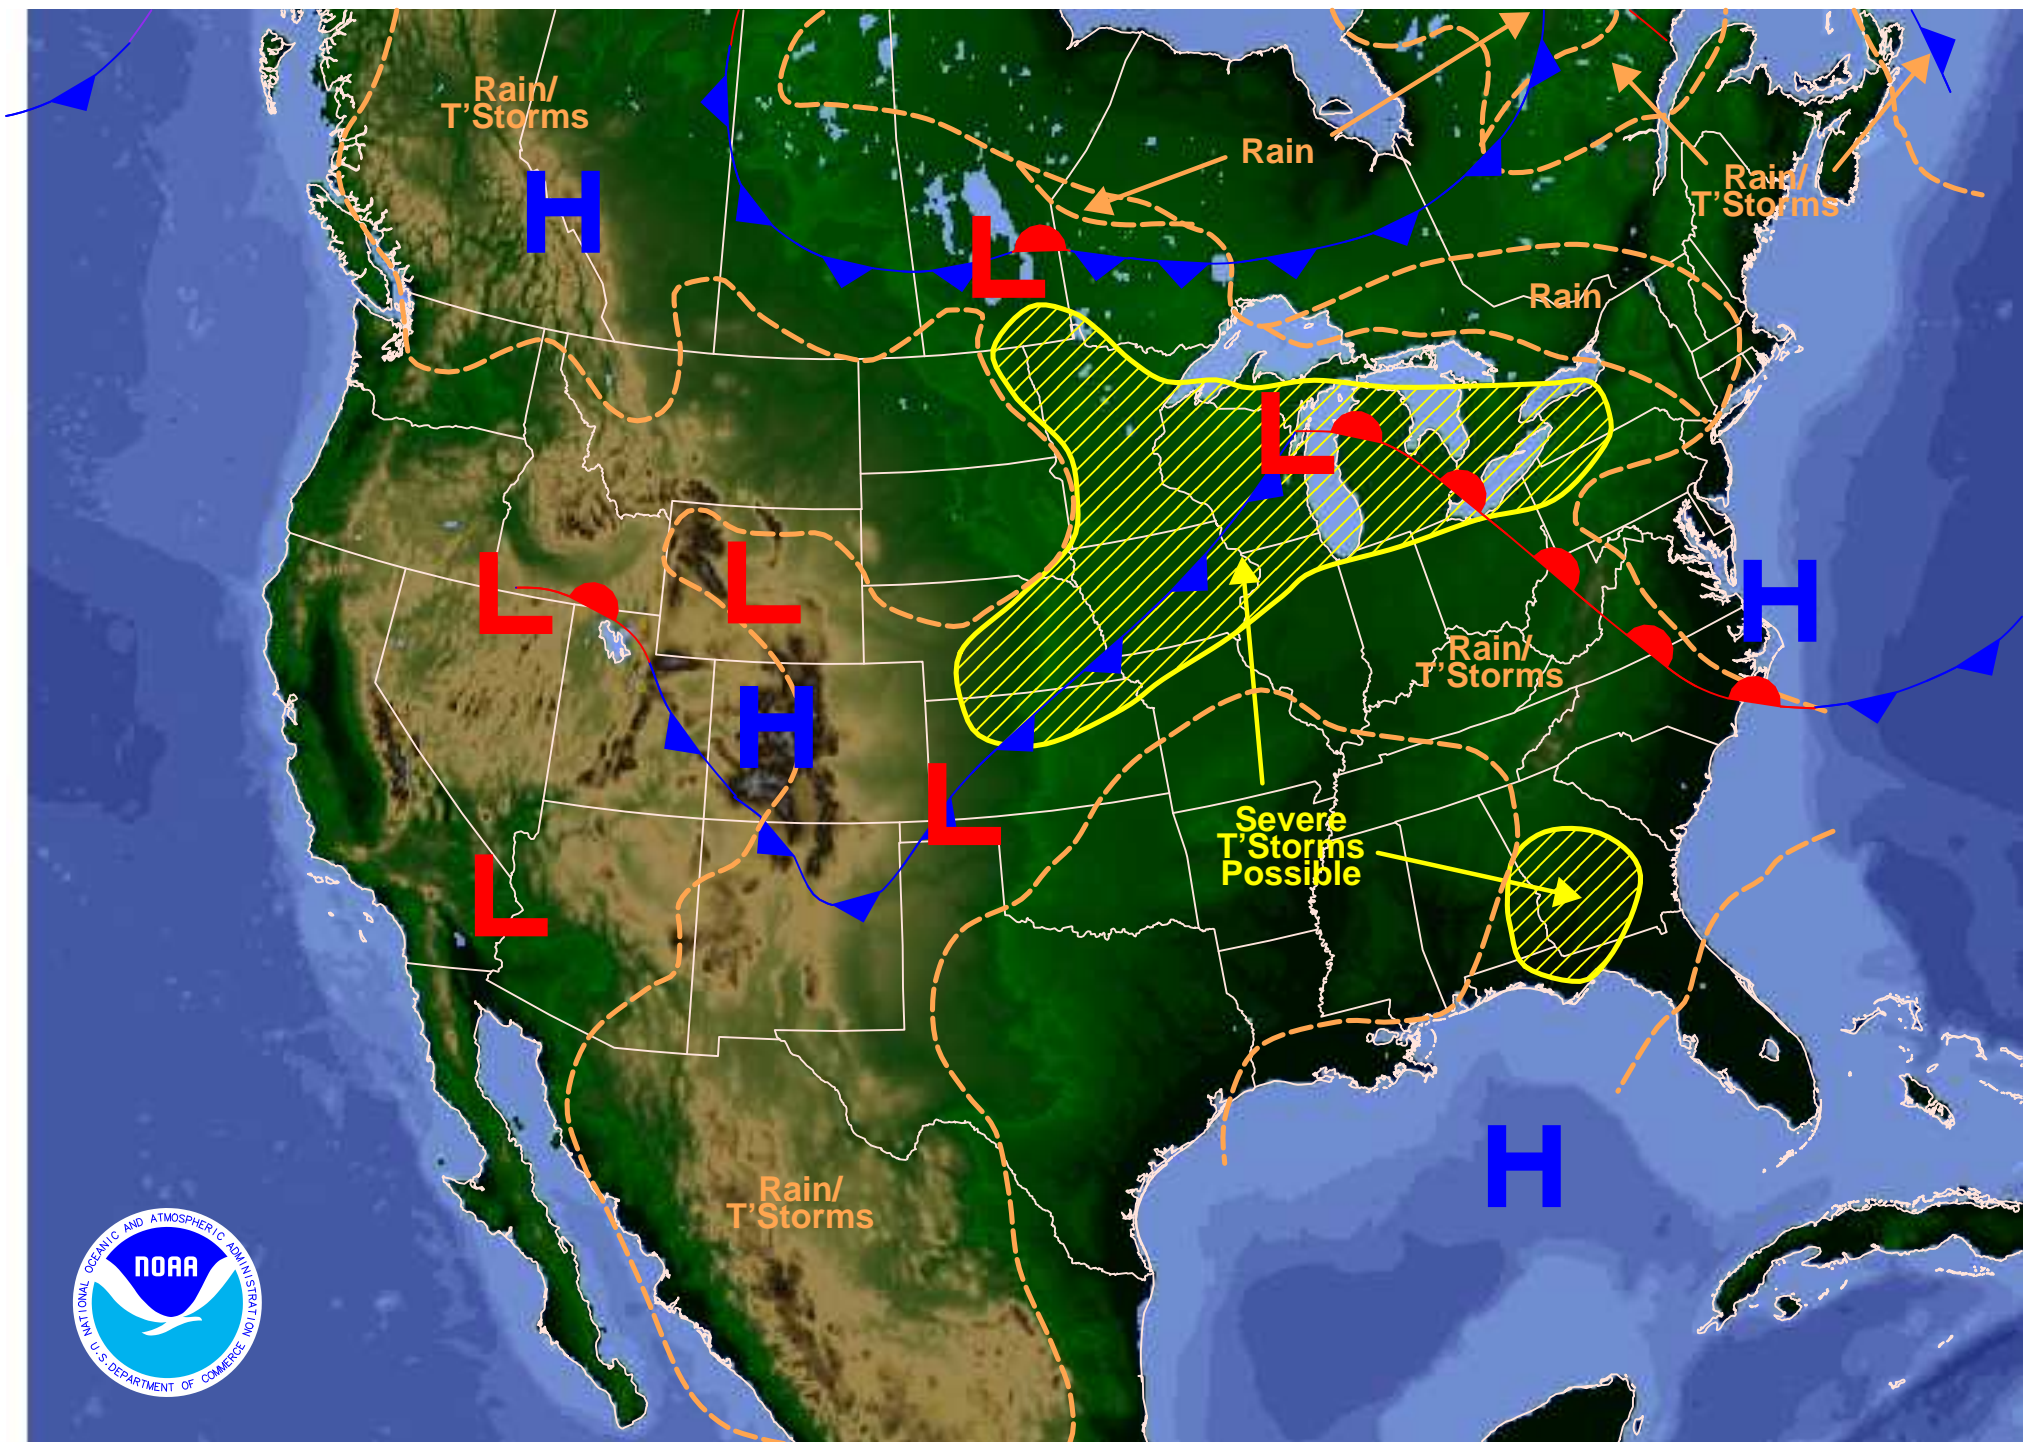 Rain/
T'Storms
Rain
Rain/
T'Storms
H
L
Rain
L
L
L
H
Rain/
T'Storms
H
L
Severe
T'Storms
Possible
L
H
Rain/
T'Storms
NATIONAL OCEANIC AND ATMOSPHERIC ADMINISTRATION
NOAA
U.S. DEPARTMENT OF COMMERCE